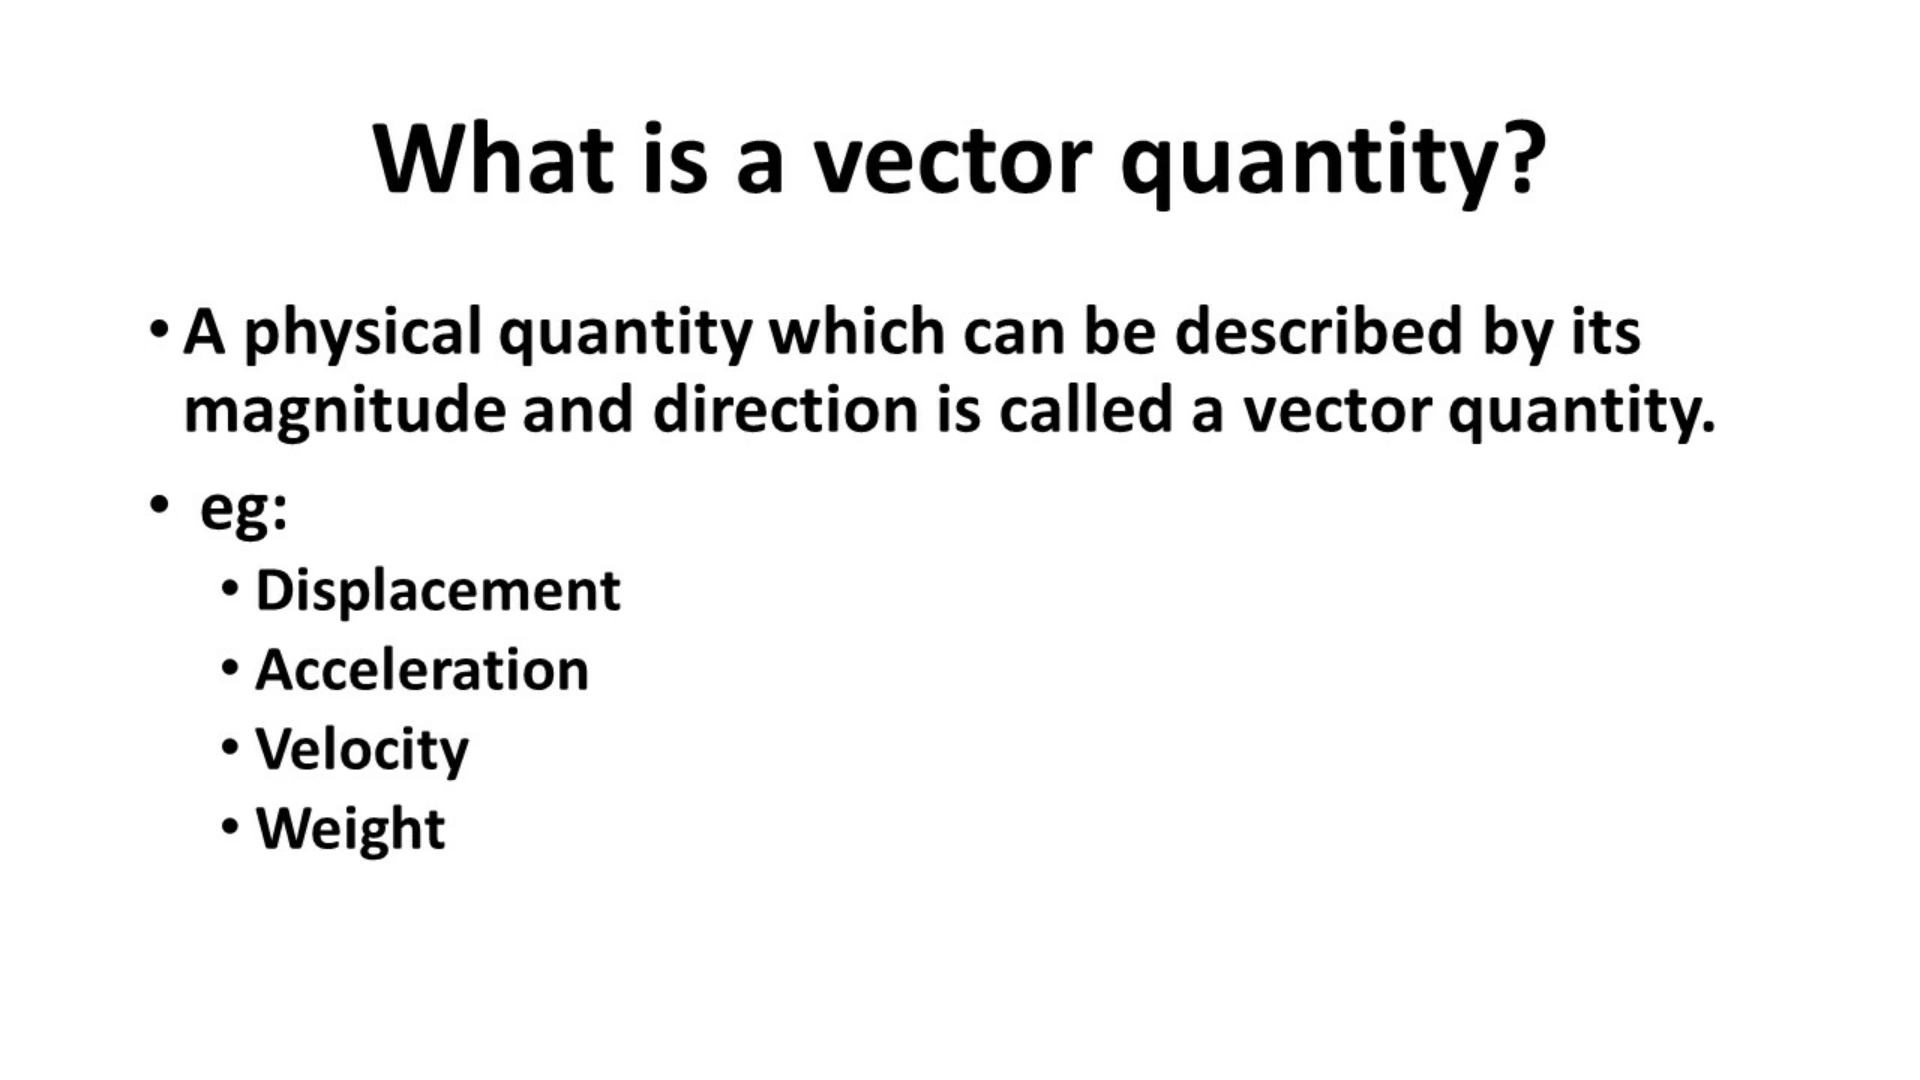 What is a vector quantity?
• A physical quantity which can be described by its
magnitude and direction is called a vector quantity.
• eg:
• Displacement
• Acceleration
• Velocity
• Weight